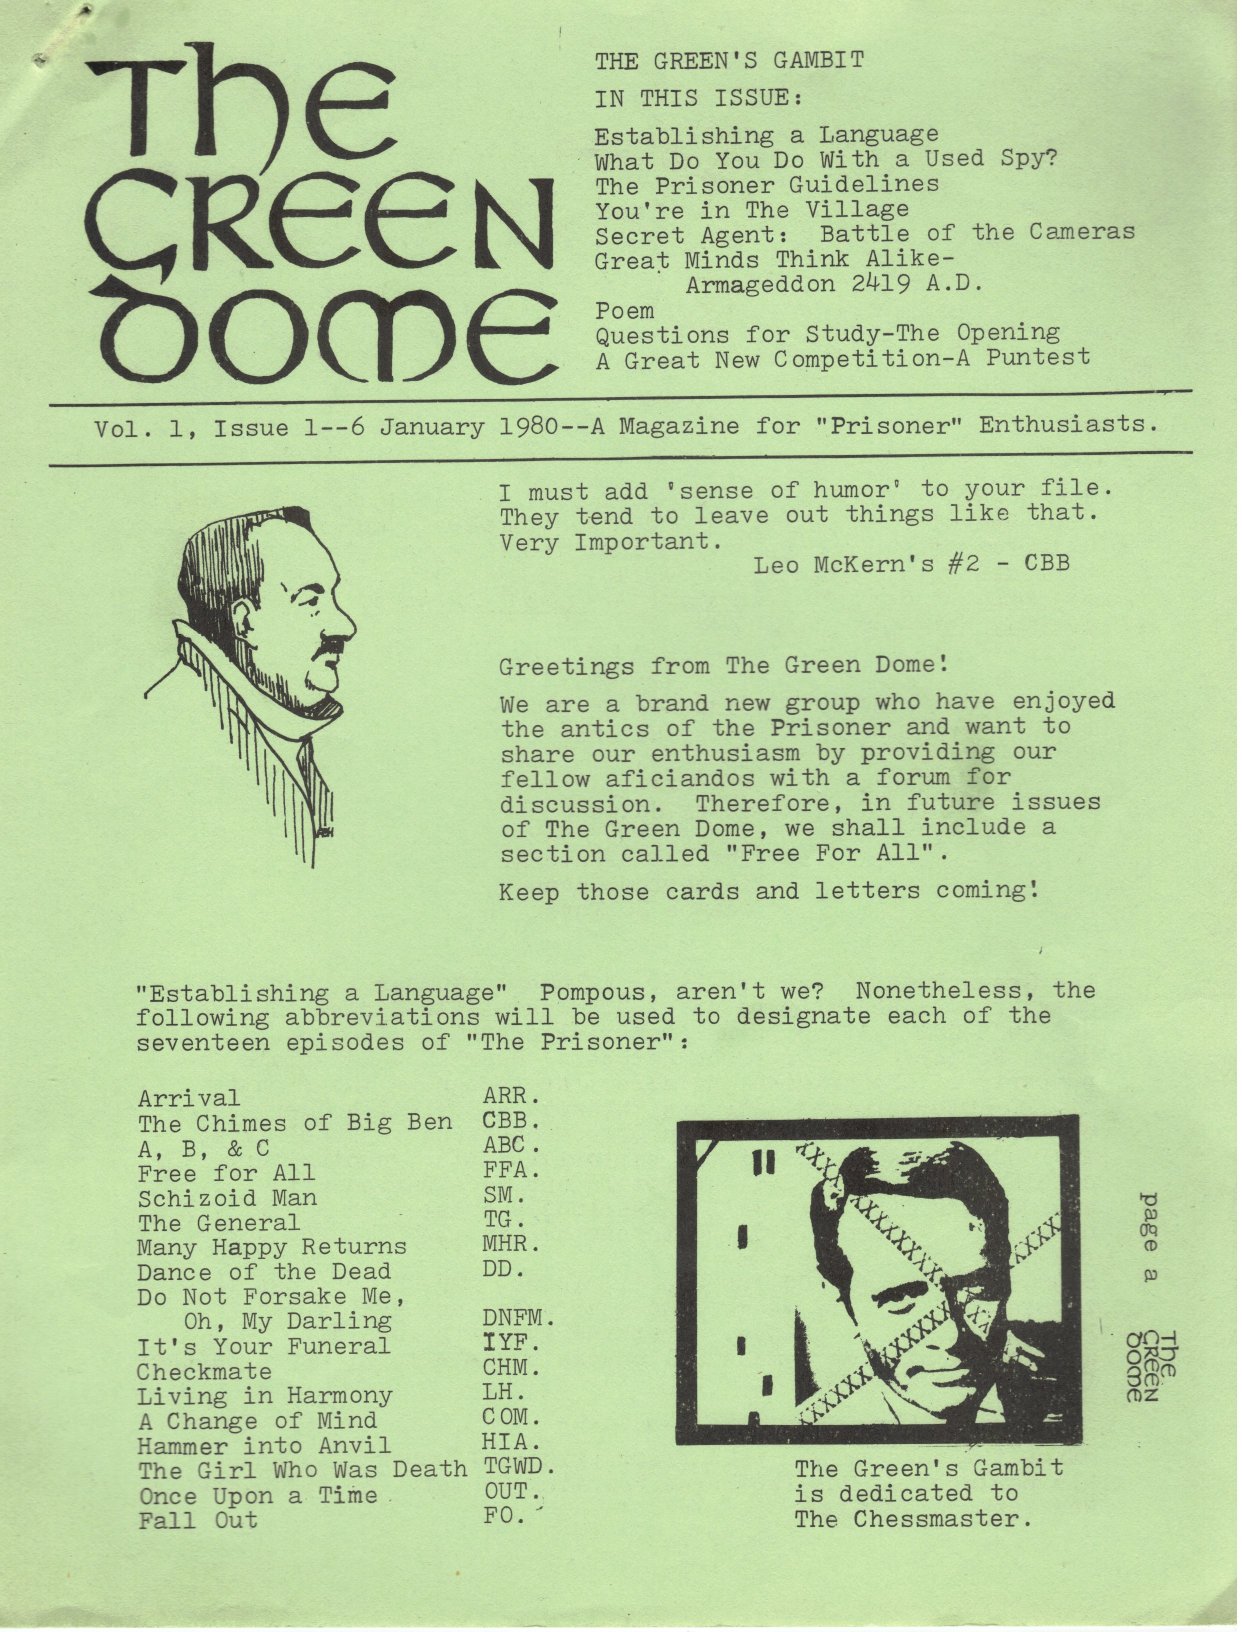 The
Green
Dome
THE GREEN'S GAMBIT
IN THIS ISSUE:
Establishing a Language
What Do You Do With a Used Spy?
The Prisoner Guidelines
You're in The Village
Secret Agent:  Battle of the Cameras
Great Minds Think Alike-
Armageddon 2419 A.D.
Poem
Questions for Study-The Opening
A Great New Competition-A Puntest
Vol. 1, Issue 1--6 January 1980--A Magazine for "Prisoner" Enthusiasts.
I must add 'sense of humor' to your file.
They tend to leave out things like that.
Very Important.
Leo McKern's #2 - CBB
Greetings from The Green Dome!
We are a brand new group who have enjoyed
the antics of the Prisoner and want to
share our enthusiasm by providing our
fellow aficiandos with a forum for
discussion.  Therefore, in future issues
of The Green Dome, we shall include a
section called "Free For All".
Keep those cards and letters coming!
"Establishing a Language"  Pompous, aren't we?  Nonetheless, the
following abbreviations will be used to designate each of the
seventeen episodes of "The Prisoner":
Arrival ARR.
The Chimes of Big Ben CBB.
A, B, & C ABC.
Free for All FFA.
Schizoid Man SM.
The General TG.
Many Happy Returns MHR.
Dance of the Dead DD.
Do Not Forsake Me,
Oh, My Darling DNFM.
It's Your Funeral IYF.
Checkmate CHM.
Living in Harmony LH.
A Change of Mind COM.
Hammer into Anvil HIA.
The Girl Who Was Death TGWD.
Once Upon a Time OUT.
Fall Out FO.
The Green's Gambit
is dedicated to
The Chessmaster.
page a
The
Green
Dome